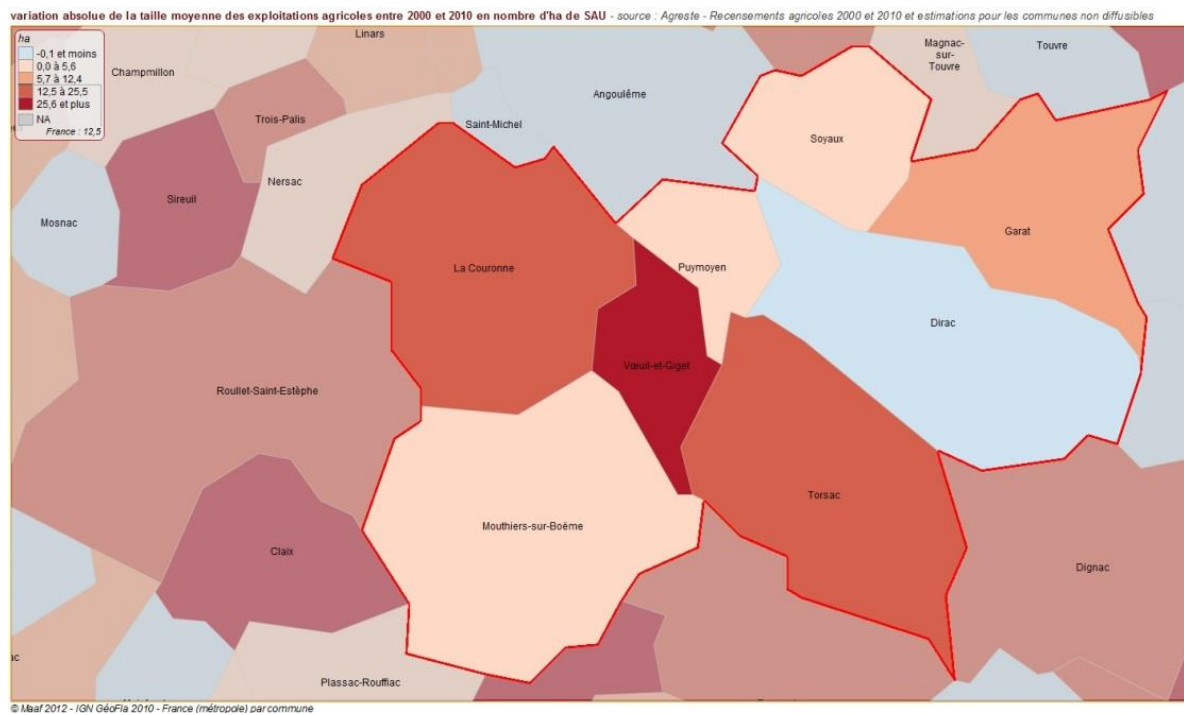 variation absolue de la taille moyenne des exploitations agricoles entre 2000 et 2010 en nombre d'ha de SAU - source : Agreste - Recensements agricoles 2000 et 2010 et estimations pour les communes non diffusibles
ha
-0,1 et moins
0,0 à 5,6
5,7 à 12,4
12,5 à 25,5
25,6 et plus
NA
France : 12,5
Linars
Champmillon
Magnac-
sur-
Touvre
Touvre
Angoulême
Trois-Palis
Saint-Michel
Soyaux
Nersac
Sireuil
Mosnac
Garat
La Couronne
Puymoyen
Dirac
Vœuil-et-Giget
Roullet-Saint-Estèphe
Torsac
Mouthiers-sur-Boëme
Claix
Dignac
Plassac-Rouffiac
© Maaf 2012 - IGN GéoFla 2010 - France (métropole) par commune